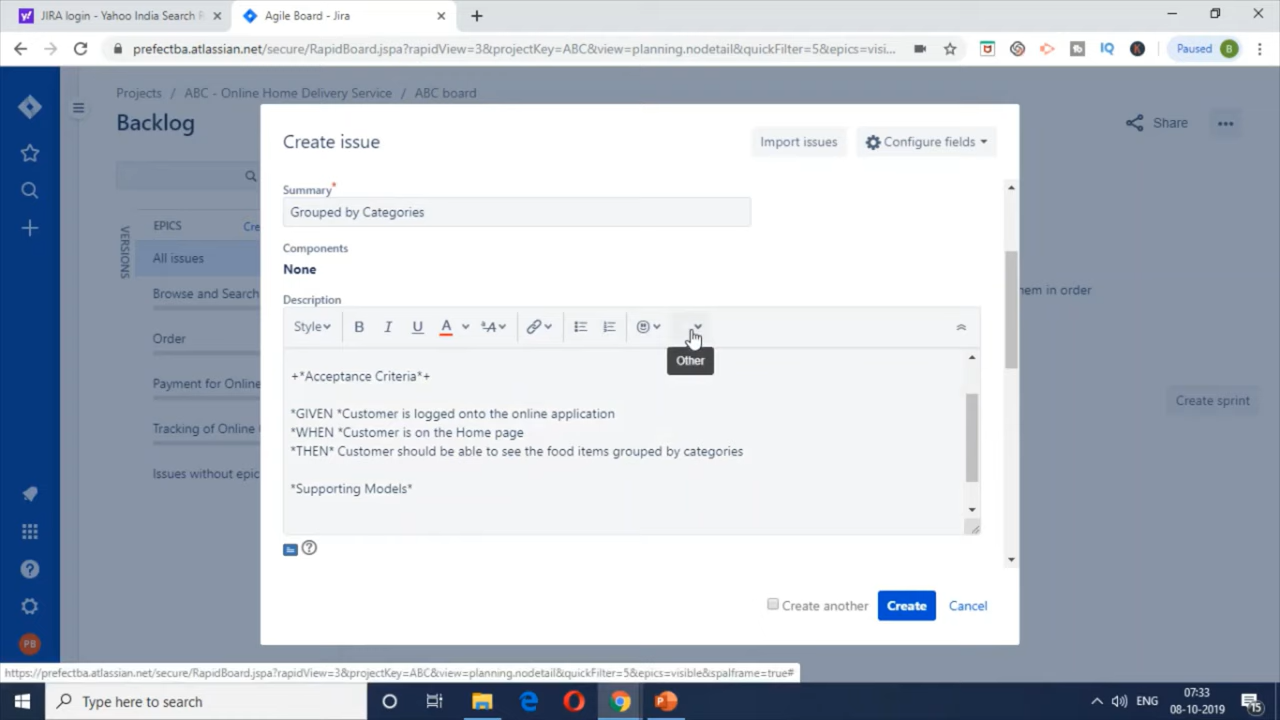 JIRA login - Yahoo India Search R
Agile Board - Jira
prefectba.atlassian.net/secure/RapidBoard.jspa?rapidView=3&projectKey=ABC&view=planning.nodetail&quickFilter=5&epics=visi...
IQ
K
Paused
B
Projects / ABC - Online Home Delivery Service / ABC board
Backlog
Share
VERSIONS
EPICS
Cre
All issues
Browse and Search
Order
Payment for Online
Tracking of Online
Issues without epic
em in order
Create sprint
Create issue
Import issues
Configure fields
Summary*
Grouped by Categories
Components
None
Description
Style
B
I
U
A
ᵃA
Other
+*Acceptance Criteria*+
*GIVEN *Customer is logged onto the online application
*WHEN *Customer is on the Home page
*THEN* Customer should be able to see the food items grouped by categories
*Supporting Models*
Create another
Create
Cancel
PB
https://prefectba.atlassian.net/secure/RapidBoard.jspa?rapidView=3&projectKey=ABC&view=planning.nodetail&quickFilter=5&epics=visible&spalframe=true#
Type here to search
ENG
07:33
08-10-2019
15